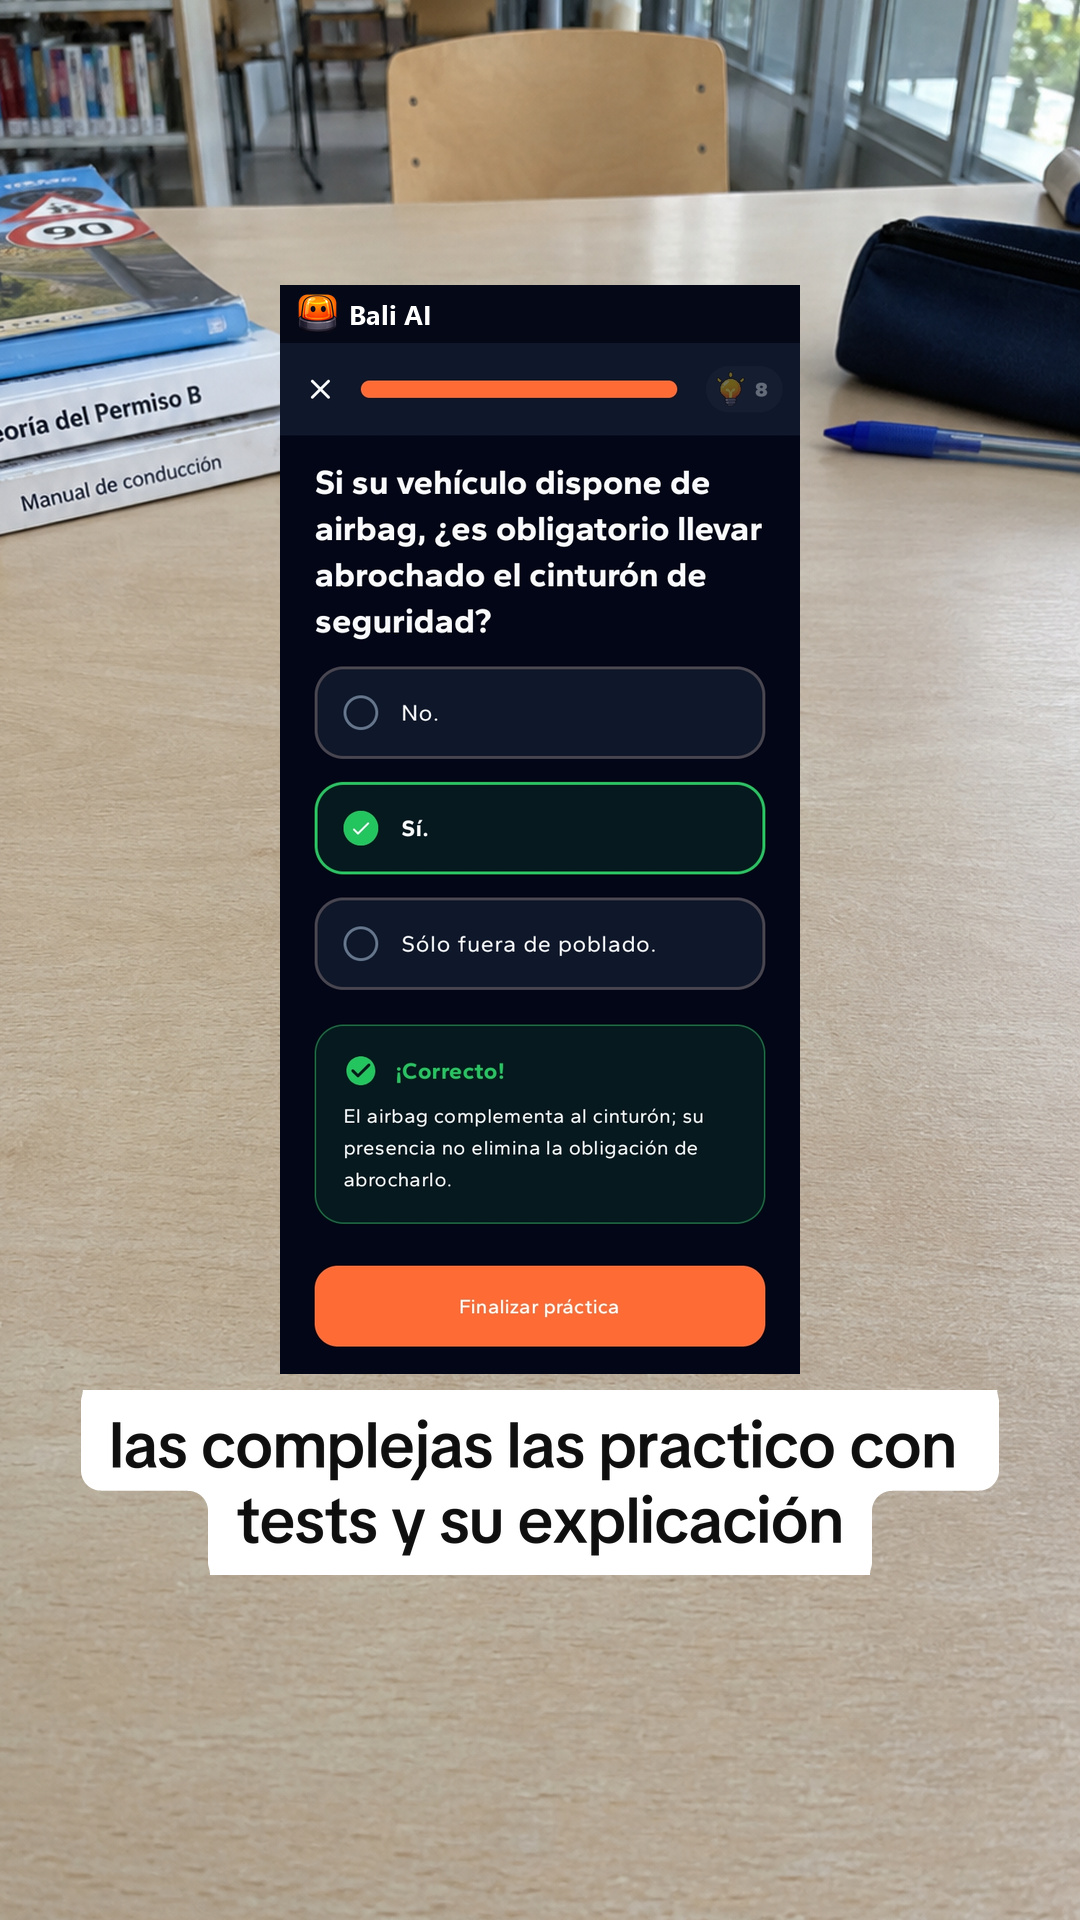 90
eoría del Permiso B
Manual de conducción
Bali AI
8
Si su vehículo dispone de
airbag, ¿es obligatorio llevar
abrochado el cinturón de
seguridad?
No.
Sí.
Sólo fuera de poblado.
¡Correcto!
El airbag complementa al cinturón; su
presencia no elimina la obligación de
abrocharlo.
Finalizar práctica
las complejas las practico con
tests y su explicación